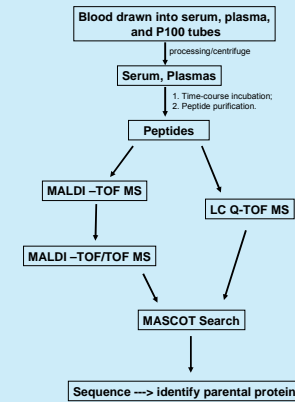 Blood drawn into serum, plasma,
and P100 tubes
processing/centrifuge
Serum, Plasmas
1. Time-course incubation;
2. Peptide purification.
Peptides
MALDI –TOF MS
LC Q-TOF MS
MALDI –TOF/TOF MS
MASCOT Search
Sequence ---> identify parental protein